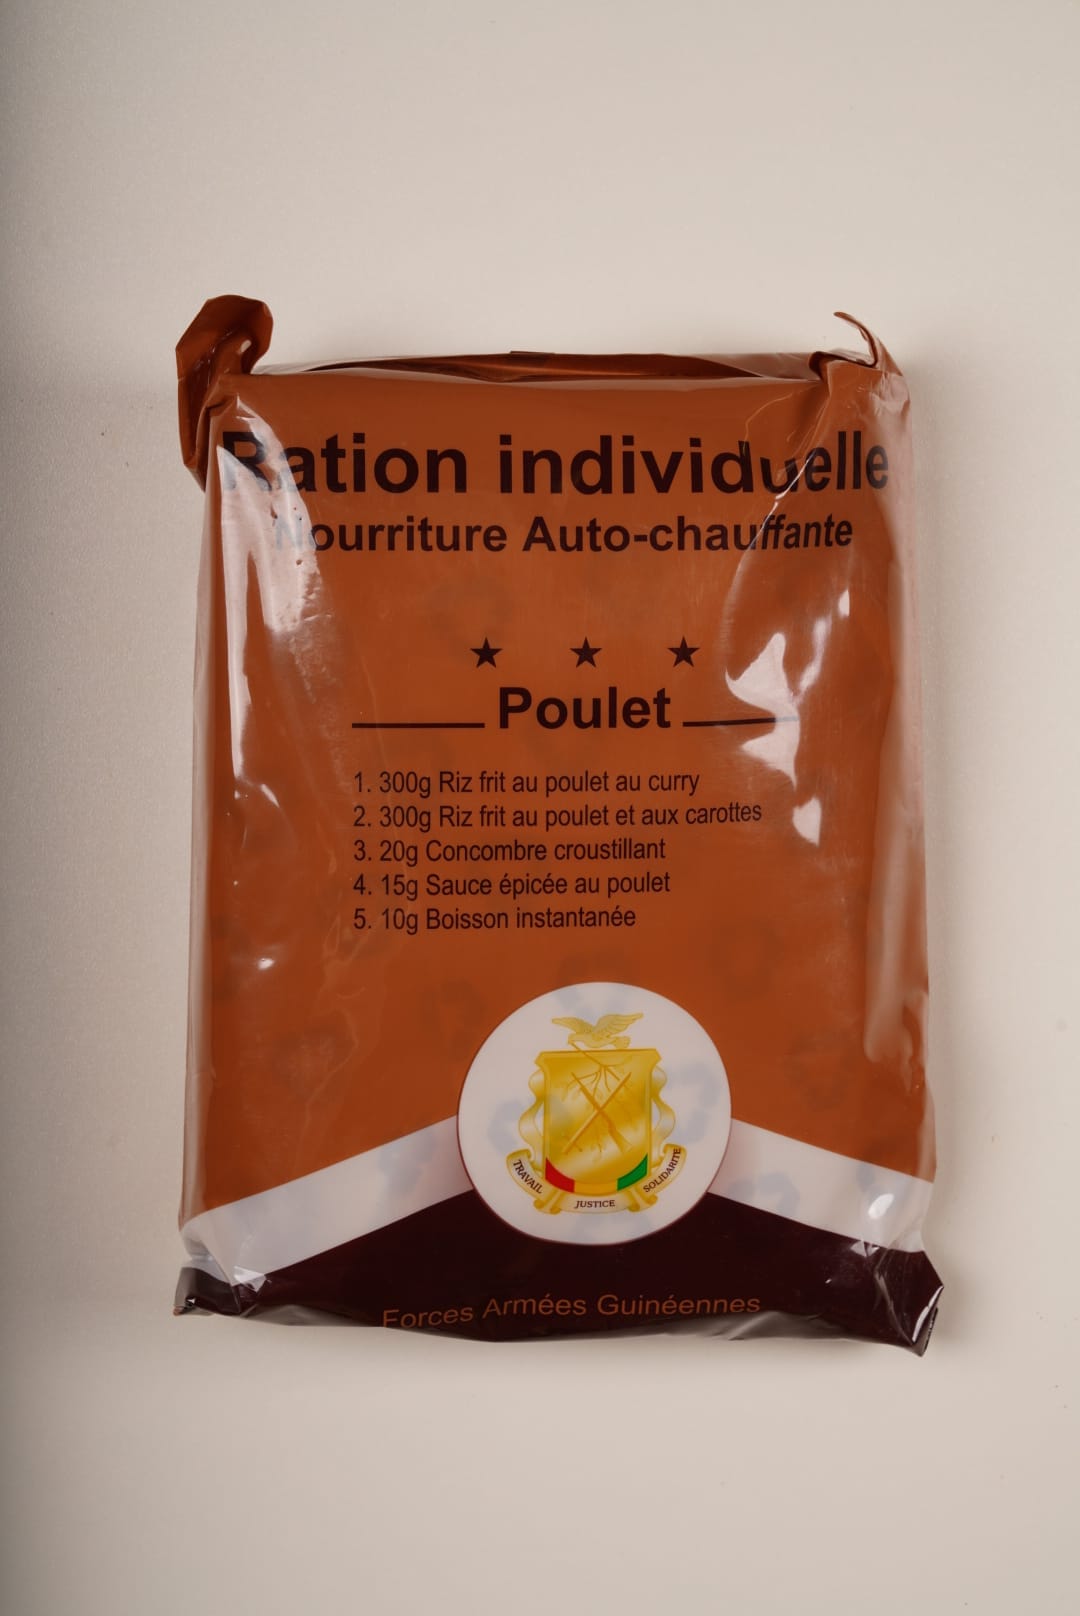 Ration individuelle
Nourriture Auto-chauffante
Poulet
1. 300g Riz frit au poulet au curry
2. 300g Riz frit au poulet et aux carottes
3. 20g Concombre croustillant
4. 15g Sauce épicée au poulet
5. 10g Boisson instantanée
TRAVAIL
JUSTICE
SOLIDARITE
Forces Armées Guinéennes